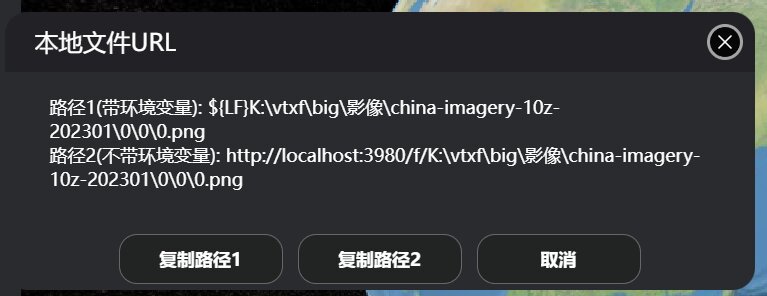 本地文件URL
路径1(带环境变量): ${LF}K:\vtxf\big\影像\china-imagery-10z-
202301\0\0\0.png
路径2(不带环境变量): http://localhost:3980/f/K:\vtxf\big\影像\china-imagery-
10z-202301\0\0\0.png
复制路径1
复制路径2
取消